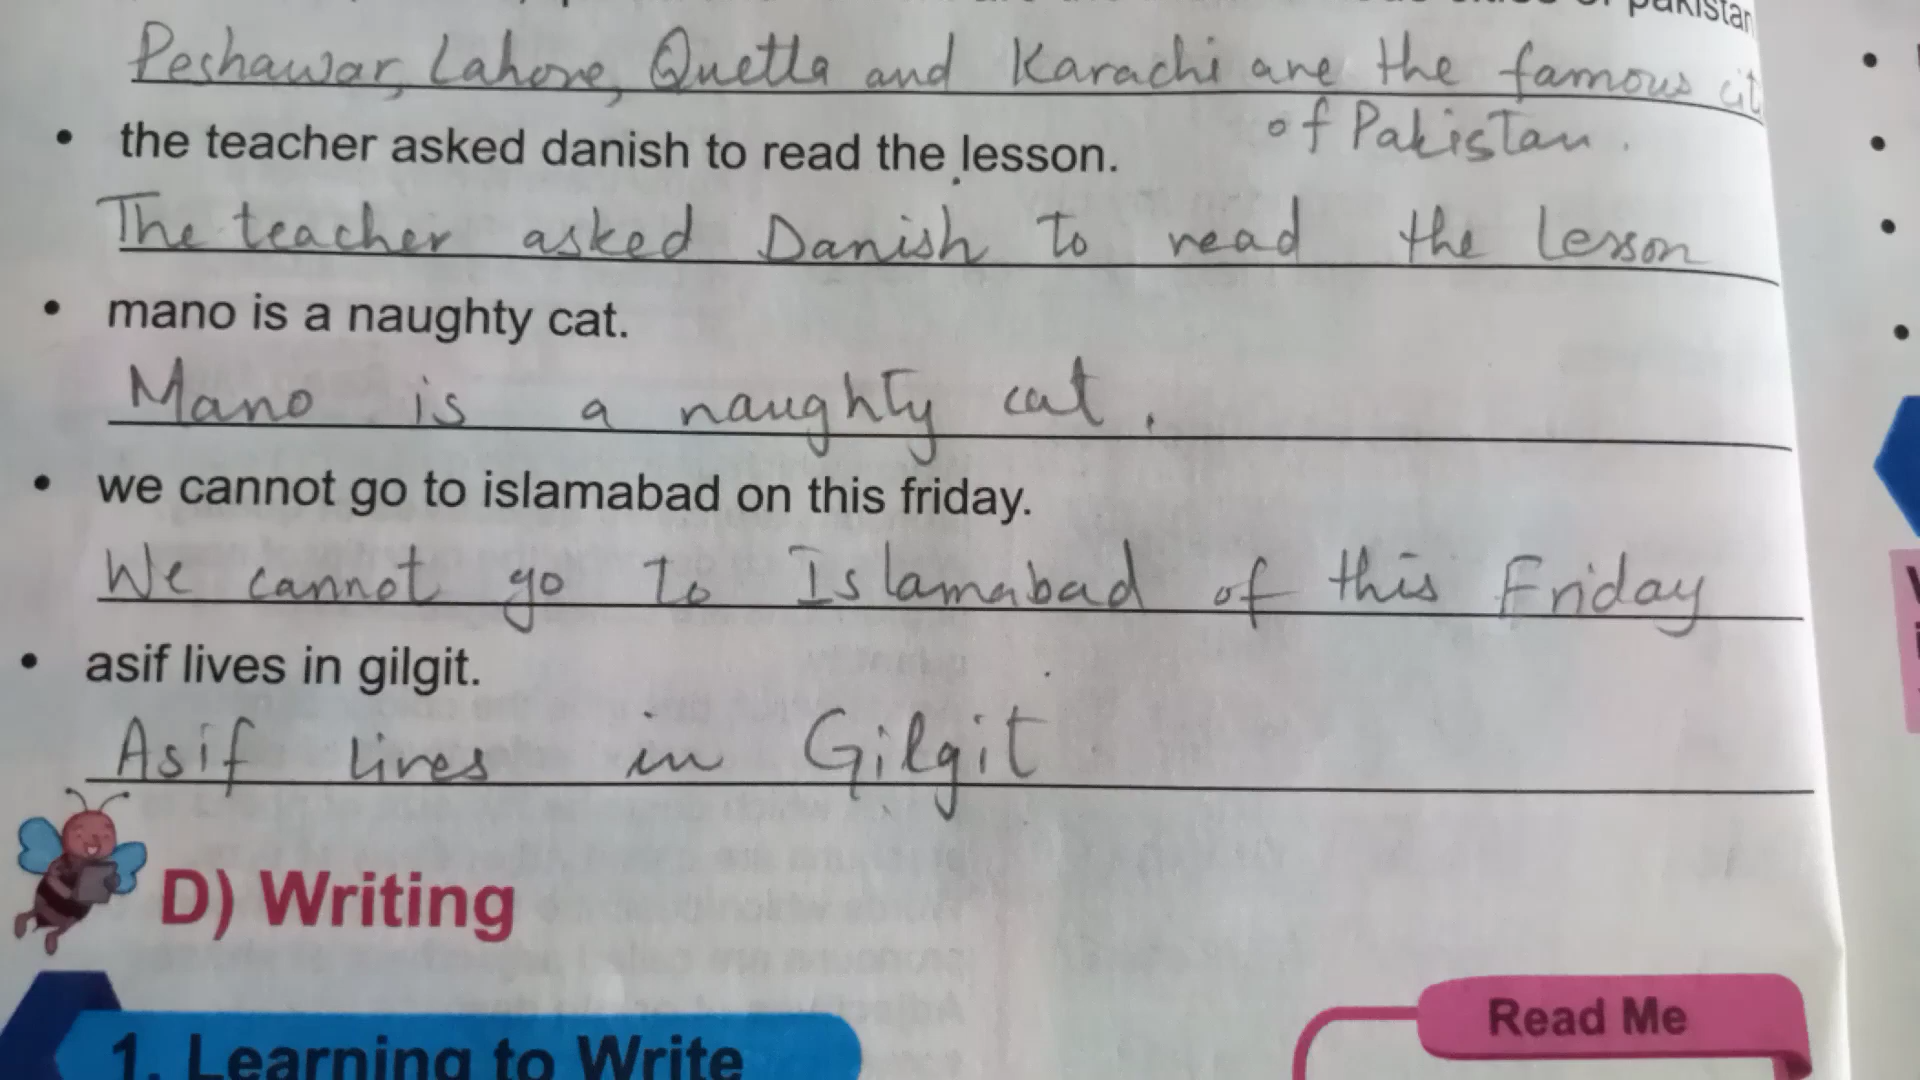 pakistan
Peshawar, Lahore, Quetta and Karachi are the famous cit
of Pakistan.
• the teacher asked danish to read the lesson.
The teacher asked Danish to read the lesson
• mano is a naughty cat.
Mano is a naughty cat.
• we cannot go to islamabad on this friday.
We cannot go to Islamabad of this Friday
• asif lives in gilgit.
Asif lives in Gilgit
D) Writing
1. Learning to Write
Read Me